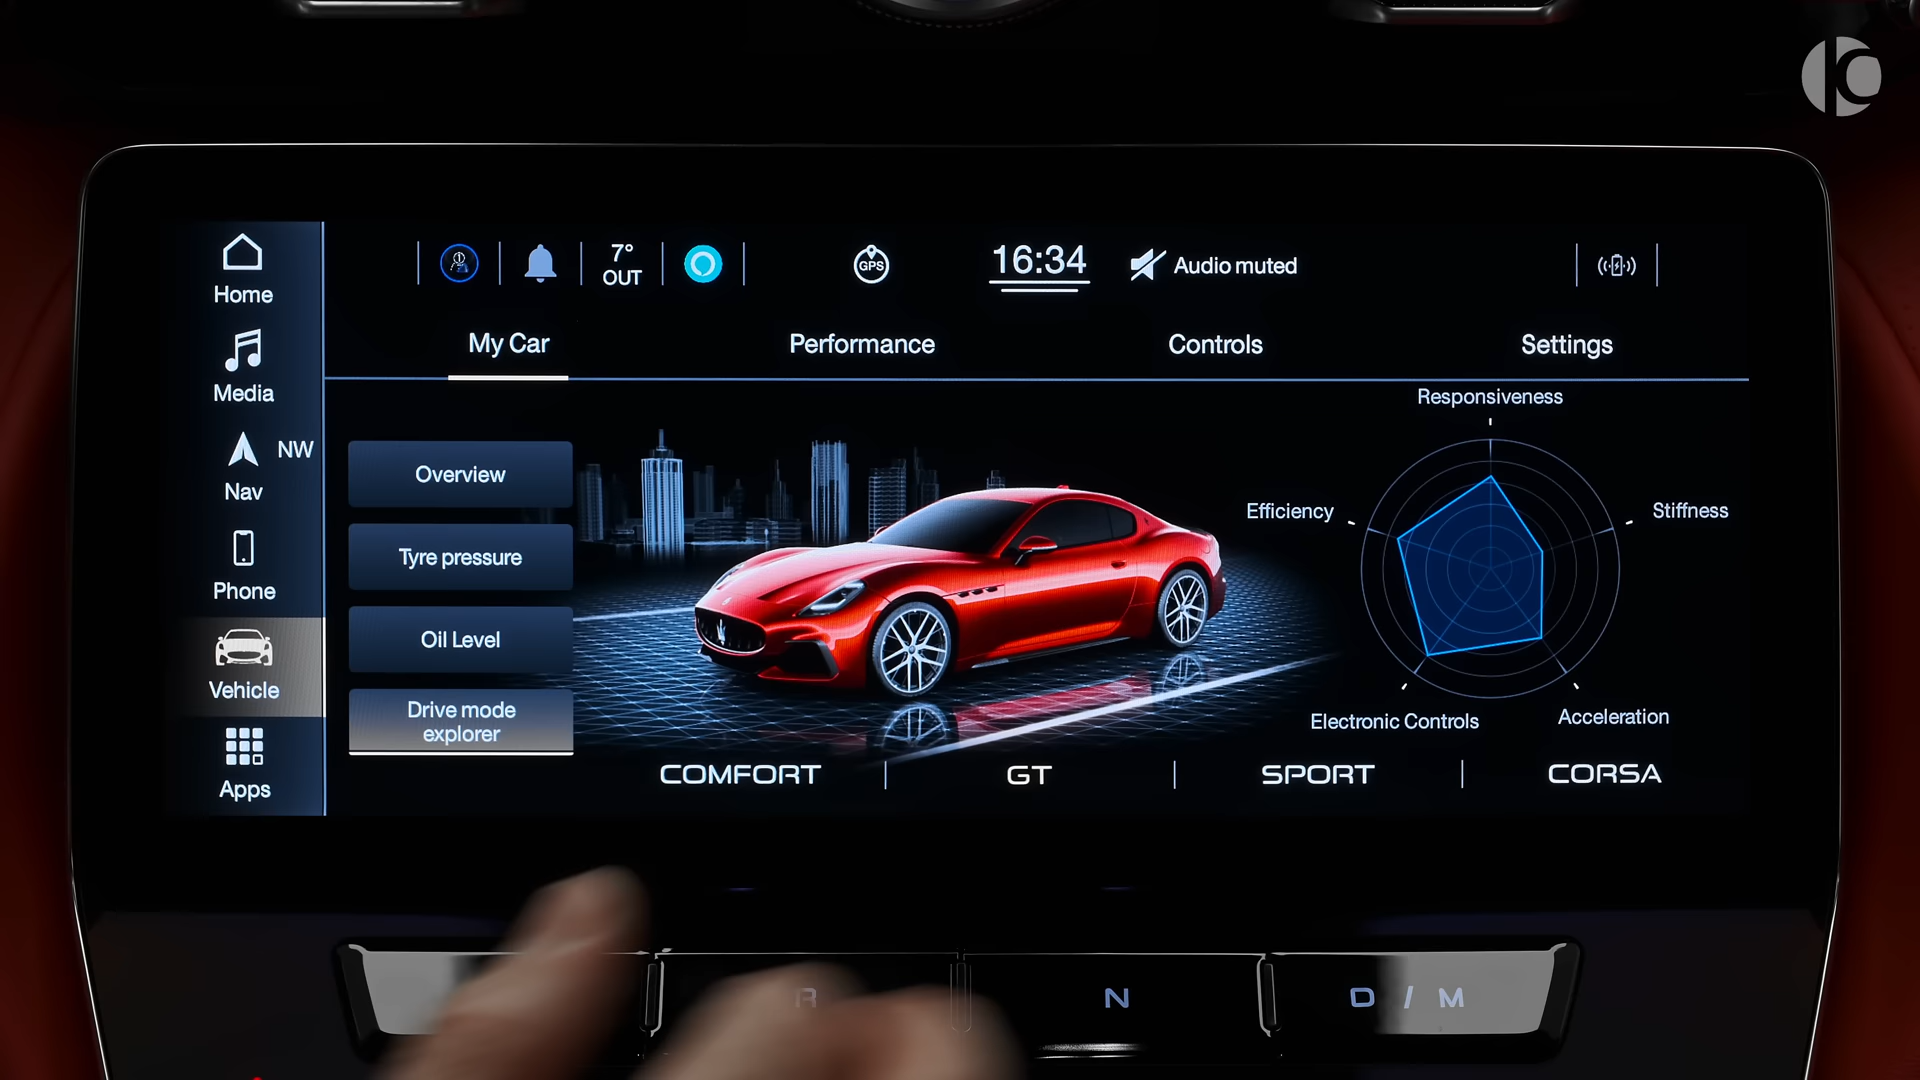 Home
Media
NW
Nav
Phone
Vehicle
Apps
7°
OUT
GPS
16:34
Audio muted
My Car
Performance
Controls
Settings
Overview
Tyre pressure
Oil Level
Drive mode
explorer
Responsiveness
Efficiency
Stiffness
Electronic Controls
Acceleration
COMFORT
GT
SPORT
CORSA
R
N
D / M